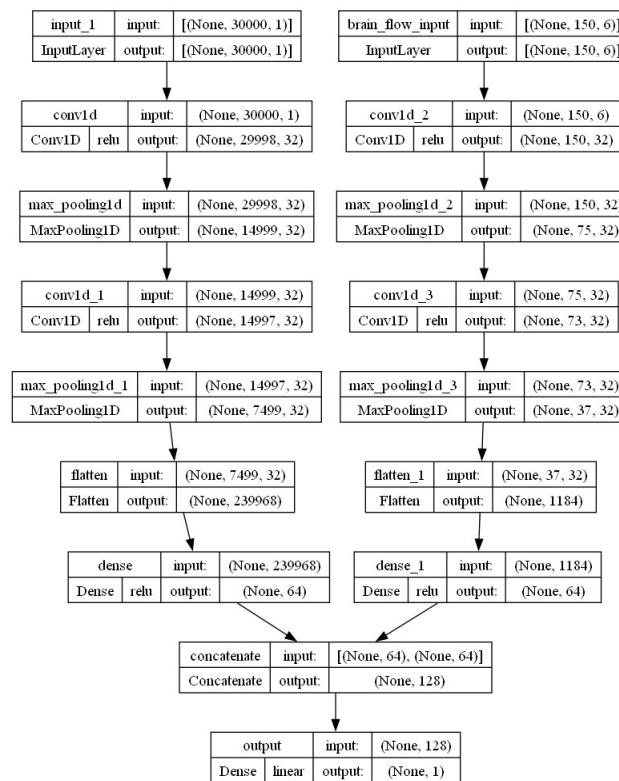 input_1 input: [(None, 30000, 1)]
InputLayer output: [(None, 30000, 1)]
brain_flow_input input: [(None, 150, 6)]
InputLayer output: [(None, 150, 6)]
conv1d input: (None, 30000, 1)
Conv1D relu output: (None, 29998, 32)
conv1d_2 input: (None, 150, 6)
Conv1D relu output: (None, 150, 32)
max_pooling1d input: (None, 29998, 32)
MaxPooling1D output: (None, 14999, 32)
max_pooling1d_2 input: (None, 150, 32)
MaxPooling1D output: (None, 75, 32)
conv1d_1 input: (None, 14999, 32)
Conv1D relu output: (None, 14997, 32)
conv1d_3 input: (None, 75, 32)
Conv1D relu output: (None, 73, 32)
max_pooling1d_1 input: (None, 14997, 32)
MaxPooling1D output: (None, 7499, 32)
max_pooling1d_3 input: (None, 73, 32)
MaxPooling1D output: (None, 37, 32)
flatten input: (None, 7499, 32)
Flatten output: (None, 239968)
flatten_1 input: (None, 37, 32)
Flatten output: (None, 1184)
dense input: (None, 239968)
Dense relu output: (None, 64)
dense_1 input: (None, 1184)
Dense relu output: (None, 64)
concatenate input: [(None, 64), (None, 64)]
Concatenate output: (None, 128)
output input: (None, 128)
Dense linear output: (None, 1)